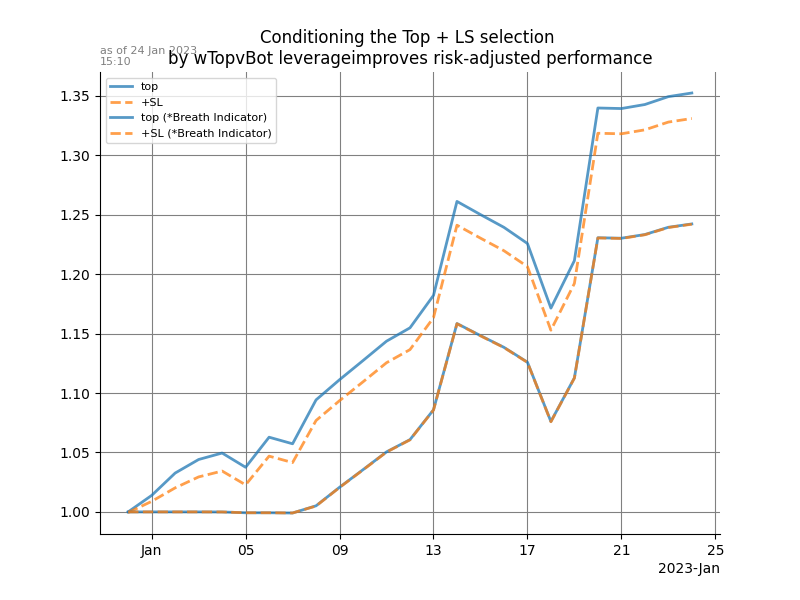 Conditioning the Top + LS selection
by wTopvBot leverageimproves risk-adjusted performance
as of 24 Jan 2023
15:10
top
+SL
top (*Breath Indicator)
+SL (*Breath Indicator)
1.35
1.30
1.25
1.20
1.15
1.10
1.05
1.00
Jan 05 09 13 17 21 25
2023-Jan